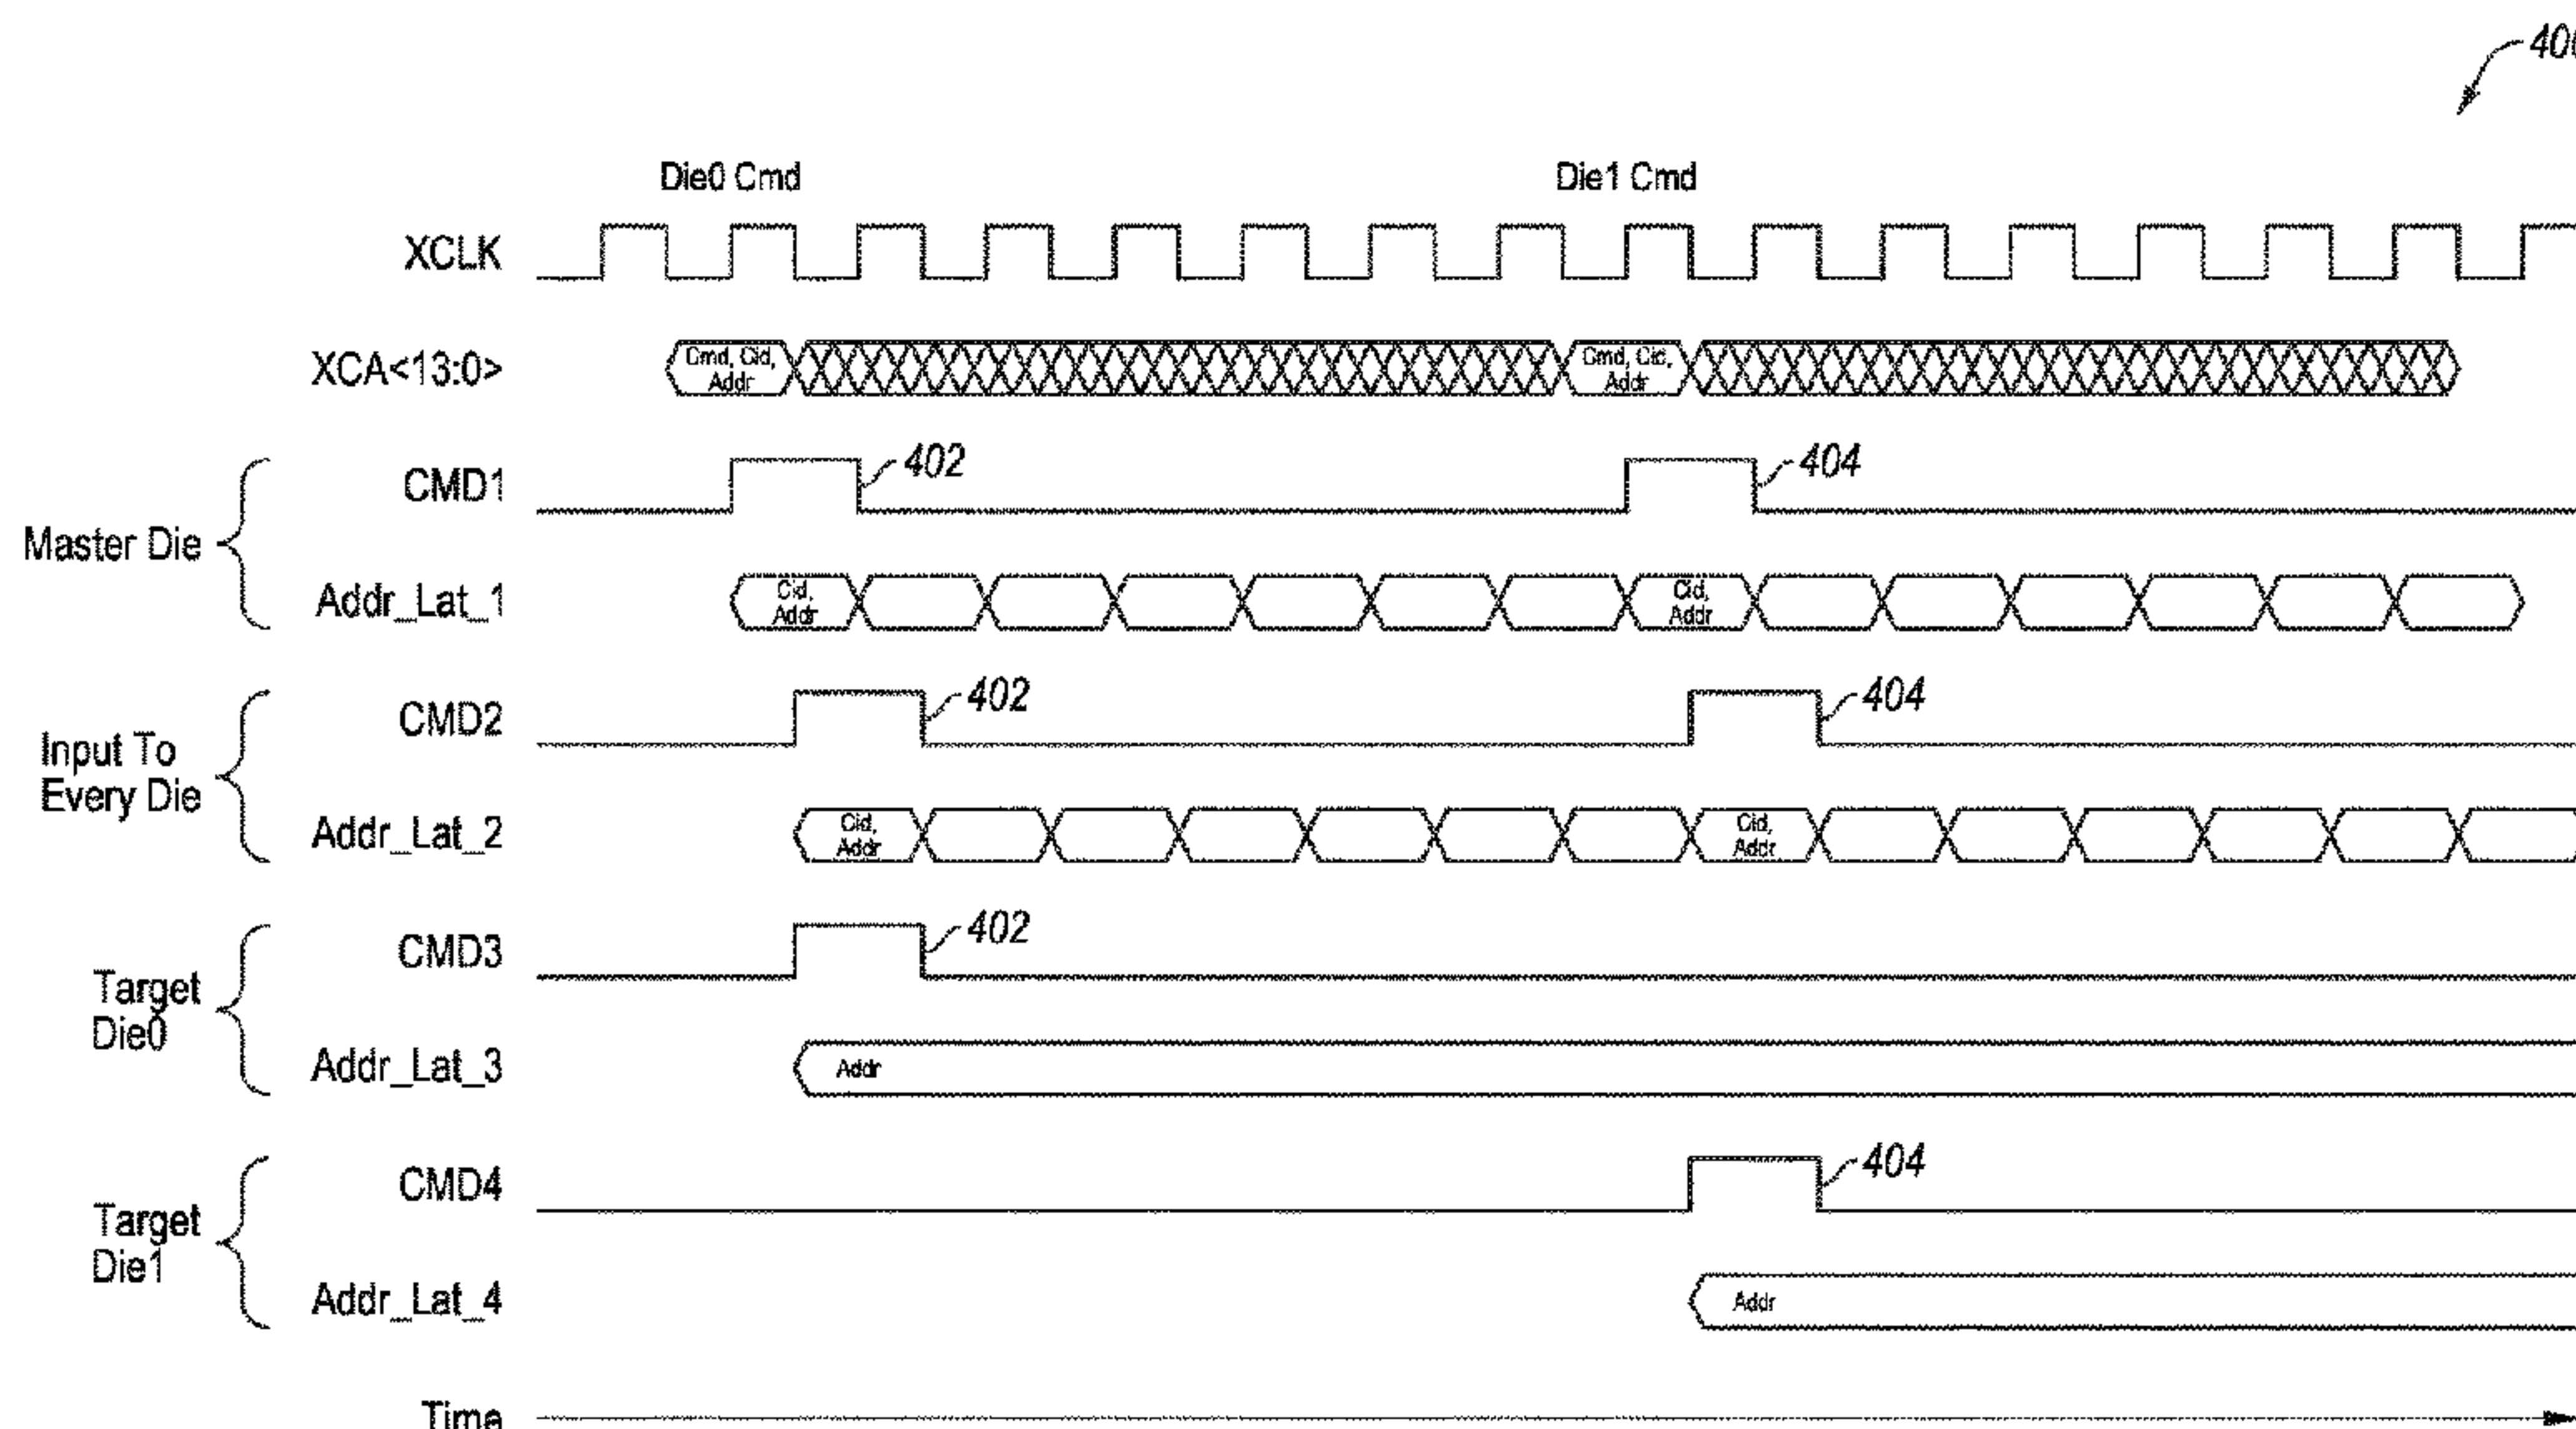 400
Die0 Cmd Die1 Cmd
XCLK
XCA<13:0>
Cmd, Cid,
Addr
Cmd, Cid,
Addr
Master Die
CMD1
402
404
Addr_Lat_1
Cid,
Addr
Cid,
Addr
Input To
Every Die
CMD2
402
404
Addr_Lat_2
Cid,
Addr
Cid,
Addr
Target
Die0
CMD3
402
Addr_Lat_3
Addr
Target
Die1
CMD4
404
Addr_Lat_4
Addr
Time